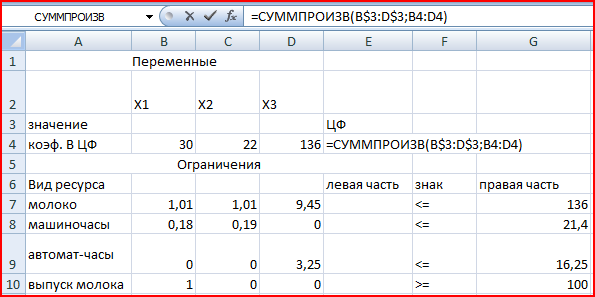 СУММПРОИЗВ =СУММПРОИЗВ(B$3:D$3;B4:D4)
A B C D E F G
1 Переменные
2 X1 X2 X3
3 значение ЦФ
4 коэф. В ЦФ 30 22 136 =СУММПРОИЗВ(B$3:D$3;B4:D4)
5 Ограничения
6 Вид ресурса левая часть знак правая часть
7 молоко 1,01 1,01 9,45 <= 136
8 машиночасы 0,18 0,19 0 <= 21,4
9 автомат-часы 0 0 3,25 <= 16,25
10 выпуск молока 1 0 0 >= 100